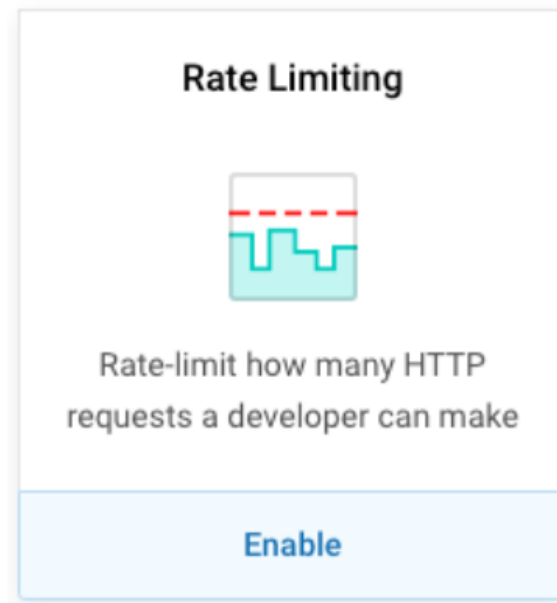 Rate Limiting
Rate-limit how many HTTP
requests a developer can make
Enable